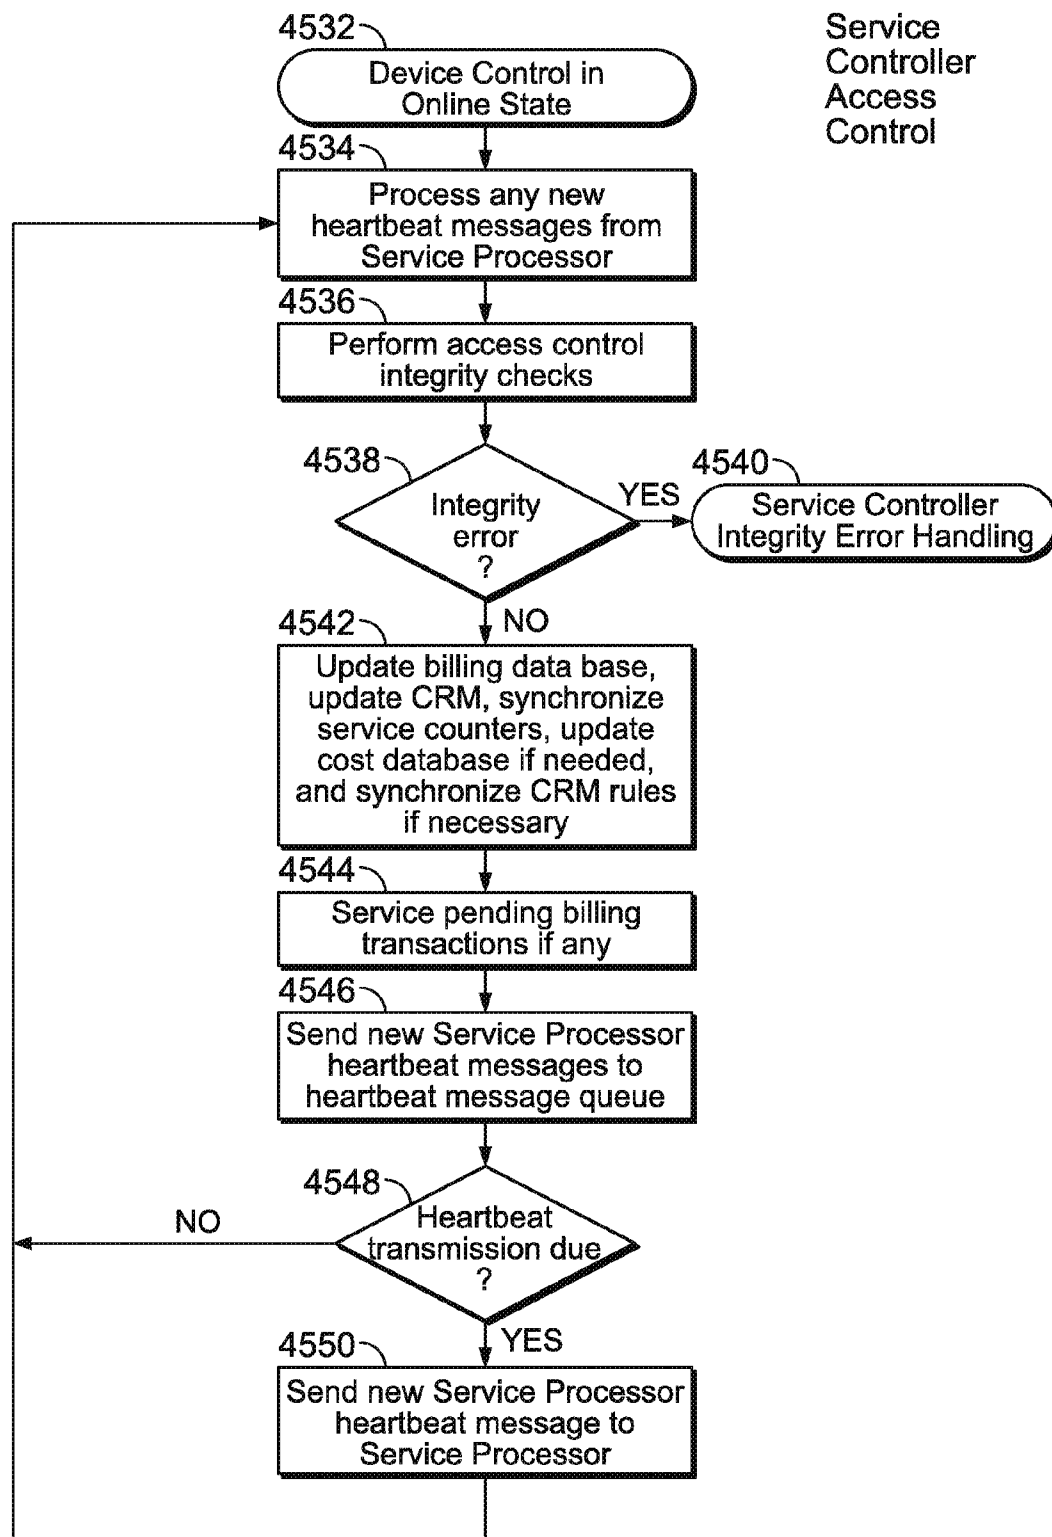 Service
Controller
Access
Control
4532
Device Control in
Online State
4534
Process any new
heartbeat messages from
Service Processor
4536
Perform access control
integrity checks
4538
Integrity
error
?
YES
4540
Service Controller
Integrity Error Handling
NO
4542
Update billing data base,
update CRM, synchronize
service counters, update
cost database if needed,
and synchronize CRM rules
if necessary
4544
Service pending billing
transactions if any
4546
Send new Service Processor
heartbeat messages to
heartbeat message queue
4548
Heartbeat
transmission due
?
NO
YES
4550
Send new Service Processor
heartbeat message to
Service Processor